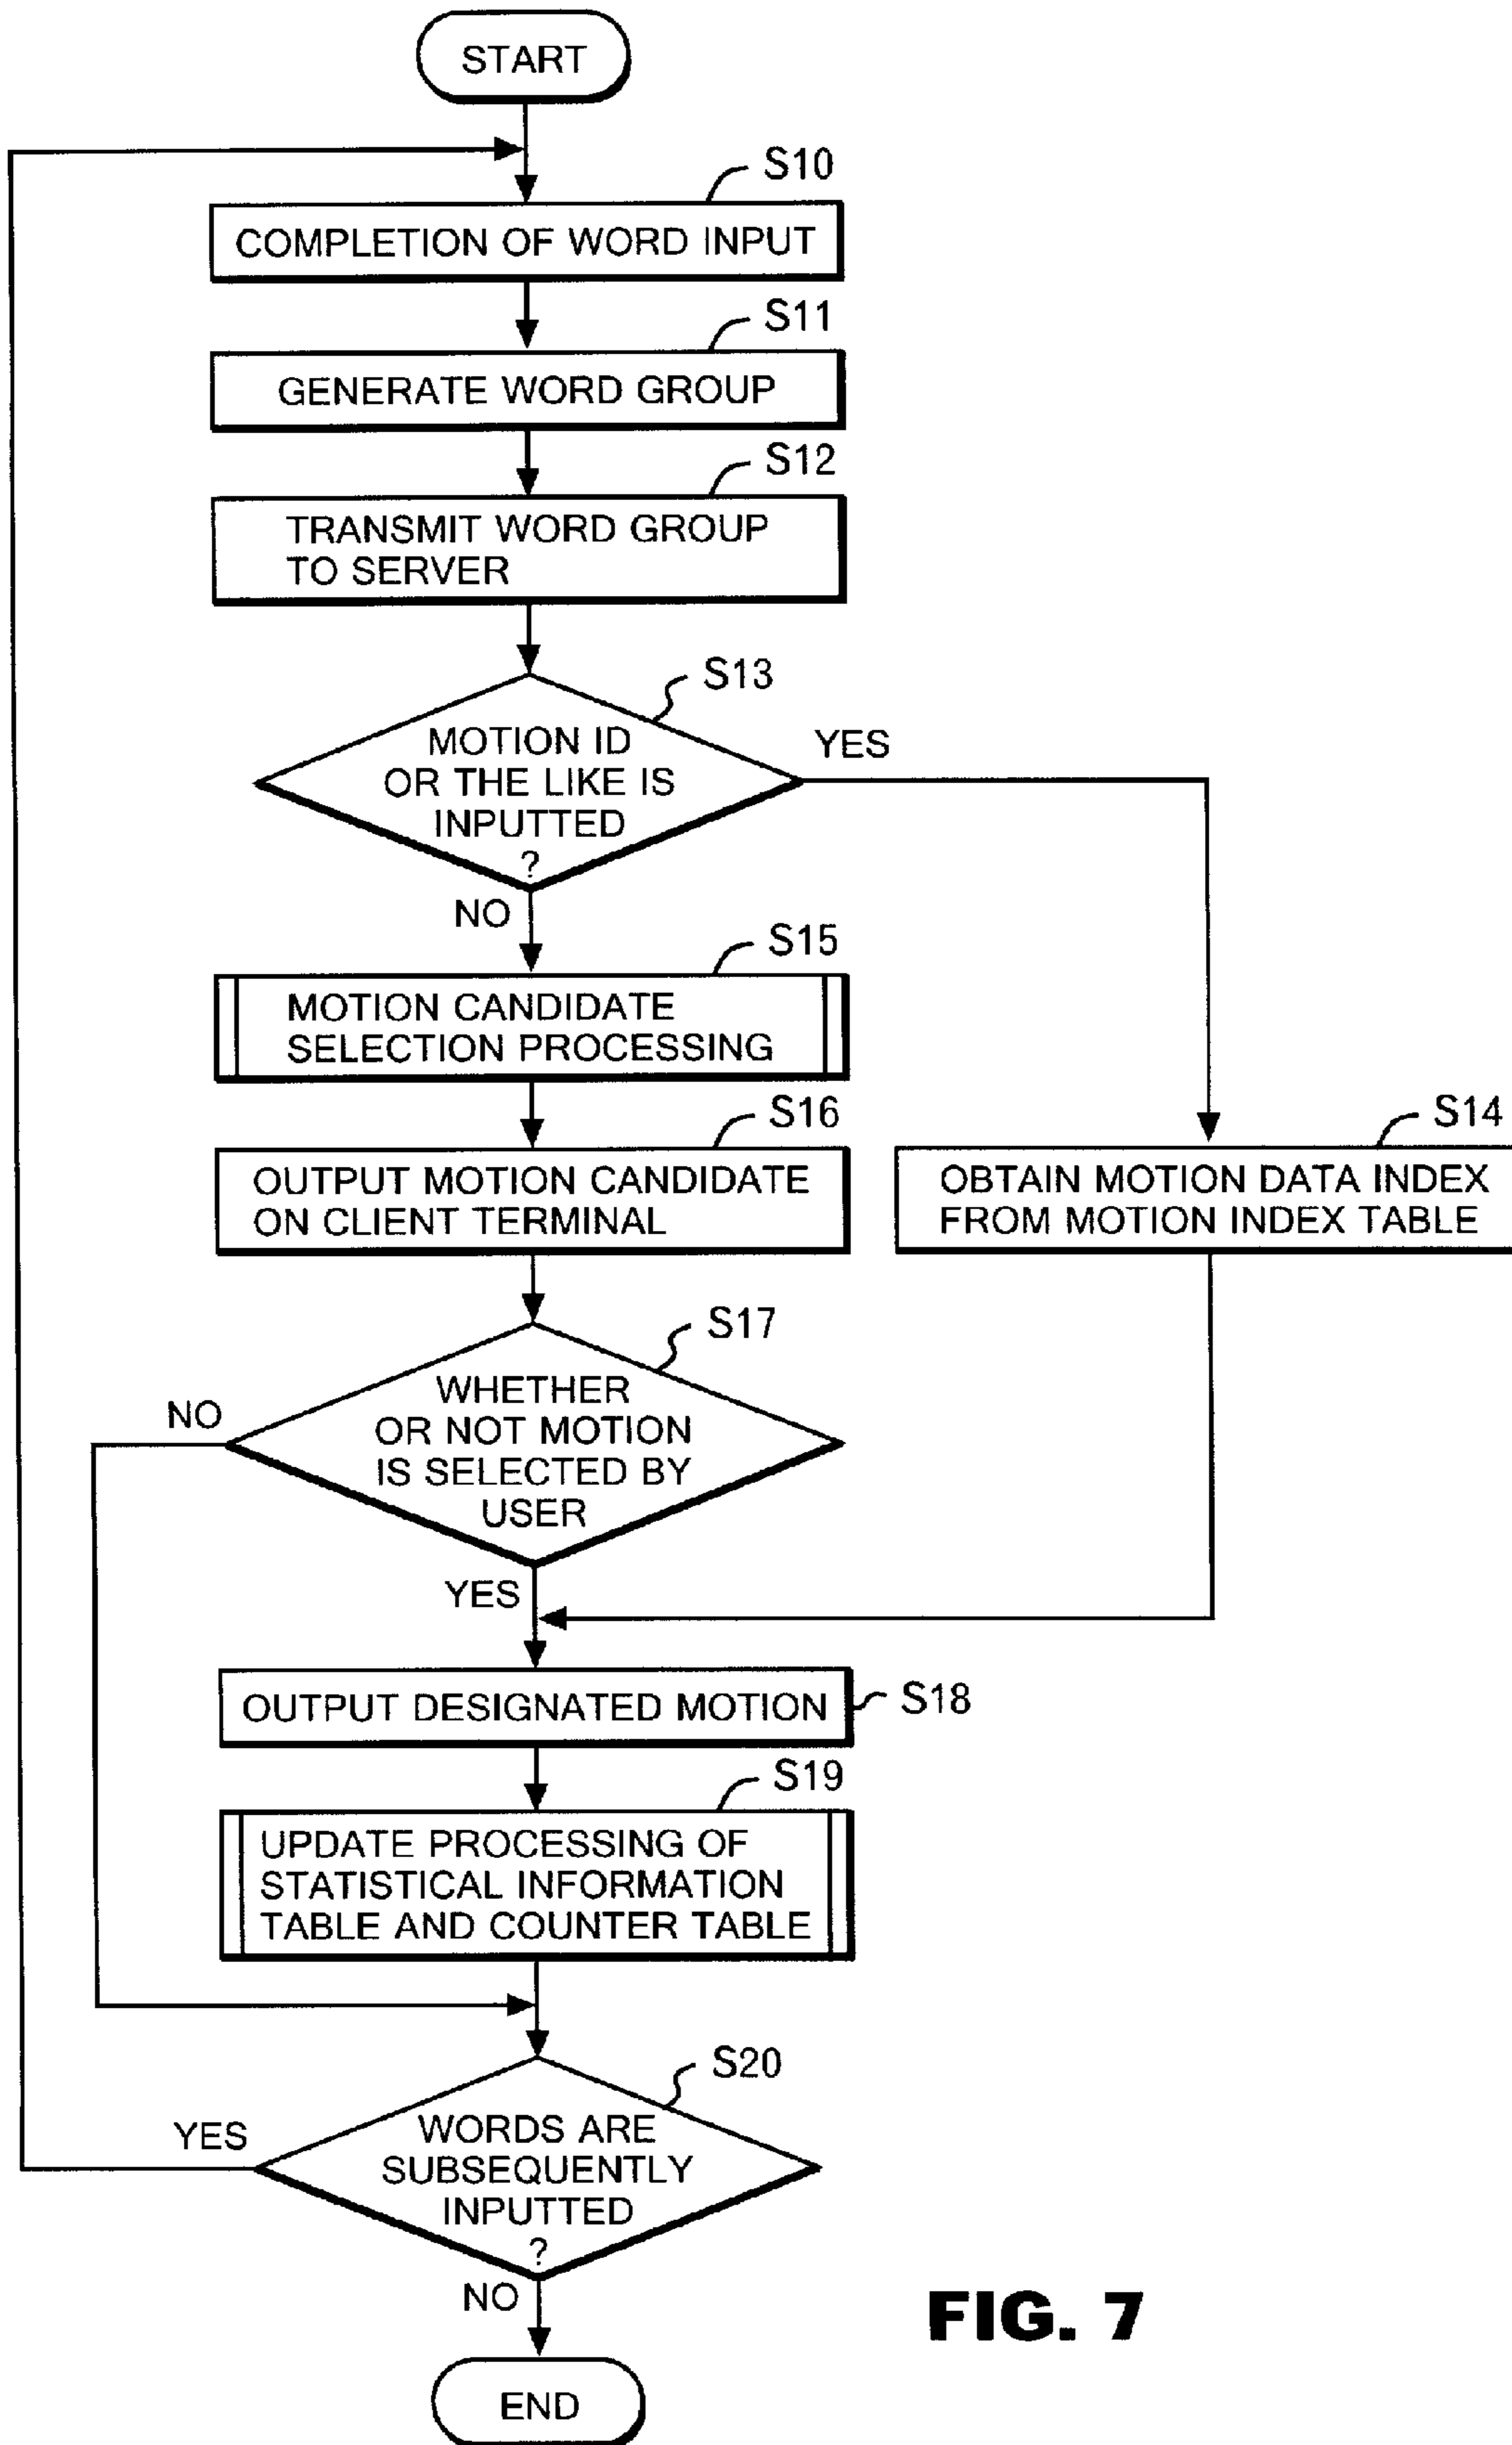 START
S10
COMPLETION OF WORD INPUT
S11
GENERATE WORD GROUP
S12
TRANSMIT WORD GROUP
TO SERVER
S13
MOTION ID
OR THE LIKE IS
INPUTTED
?
YES
NO
S15
MOTION CANDIDATE
SELECTION PROCESSING
S16
OUTPUT MOTION CANDIDATE
ON CLIENT TERMINAL
S14
OBTAIN MOTION DATA INDEX
FROM MOTION INDEX TABLE
S17
WHETHER
OR NOT MOTION
IS SELECTED BY
USER
NO
YES
OUTPUT DESIGNATED MOTION
S18
S19
UPDATE PROCESSING OF
STATISTICAL INFORMATION
TABLE AND COUNTER TABLE
S20
WORDS ARE
SUBSEQUENTLY
INPUTTED
?
YES
NO
END
FIG. 7